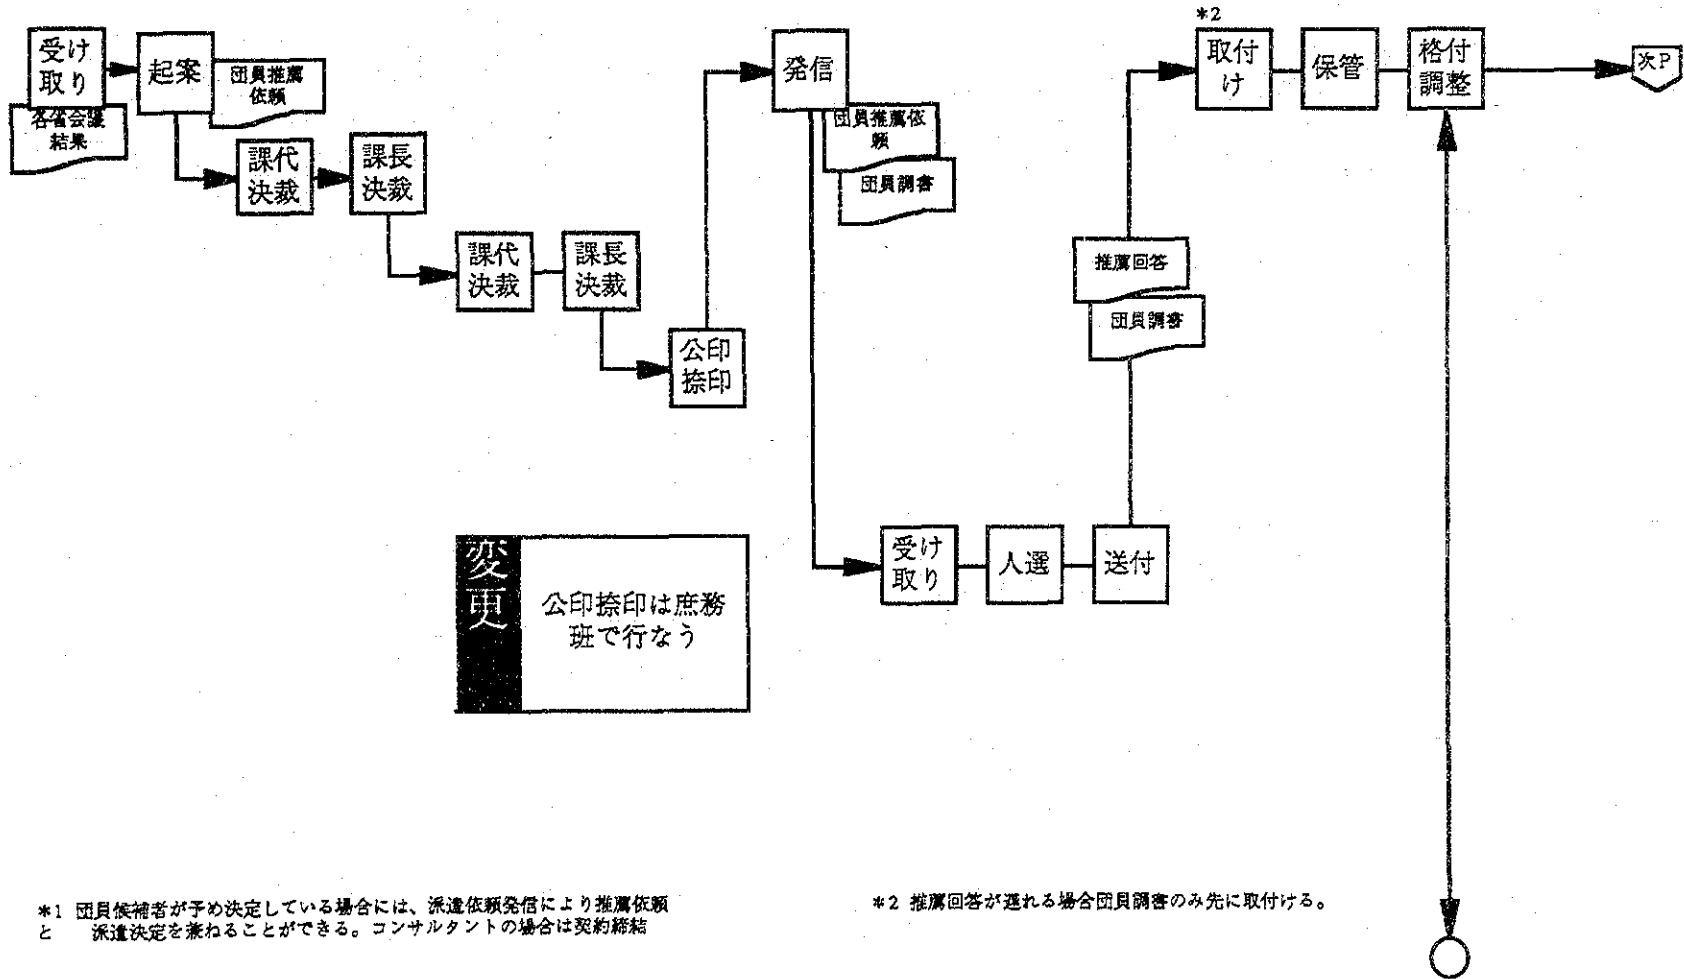 受け
取り
各省会議
結果
起案
団員推薦
依頼
課代
決裁
課長
決裁
課代
決裁
課長
決裁
公印
捺印
発信
団員推薦依
頼
団員調書
受け
取り
人選
送付
推薦回答
団員調書
*2
取付
け
保管
格付
調整
次P
変
更
公印捺印は庶務
班で行なう
*1 団員候補者が予め決定している場合には、派遣依頼発信により推薦依頼
と 派遣決定を兼ねることができる。コンサルタントの場合は契約締結
*2 推薦回答が遅れる場合団員調書のみ先に取付ける。